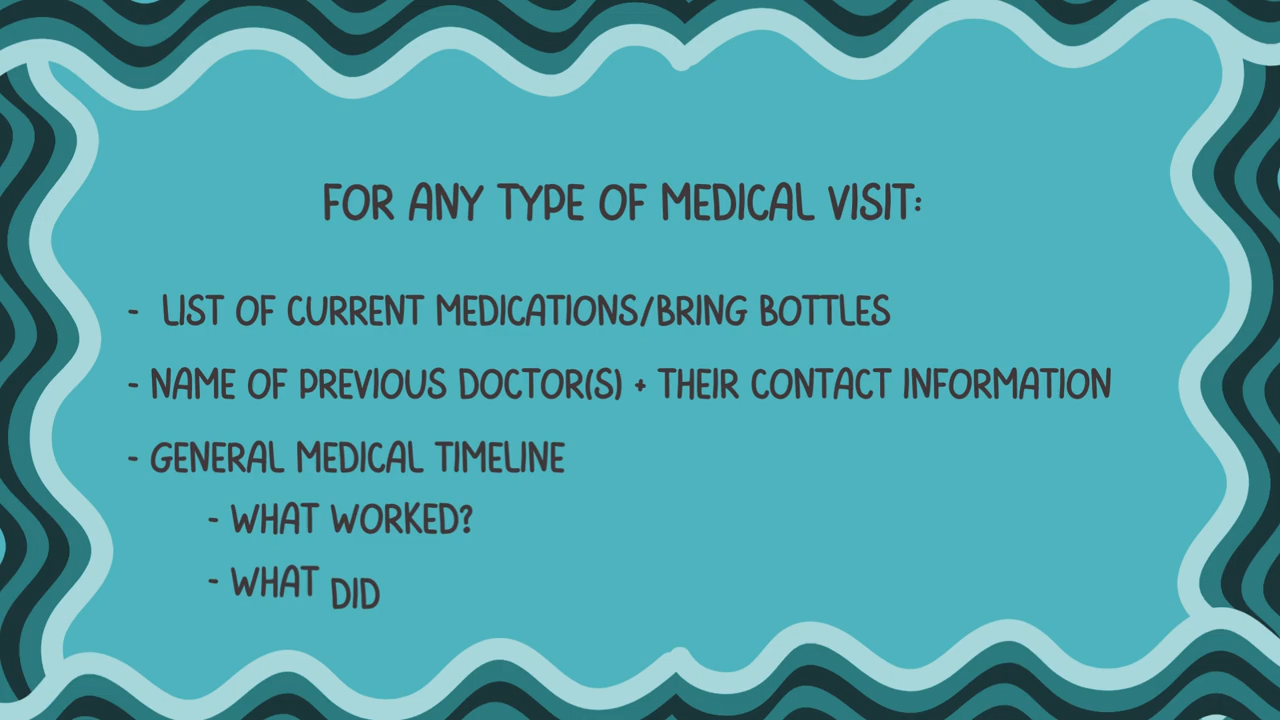 FOR ANY TYPE OF MEDICAL VISIT:
- LIST OF CURRENT MEDICATIONS/BRING BOTTLES
- NAME OF PREVIOUS DOCTOR(S) + THEIR CONTACT INFORMATION
- GENERAL MEDICAL TIMELINE
- WHAT WORKED?
- WHAT DID